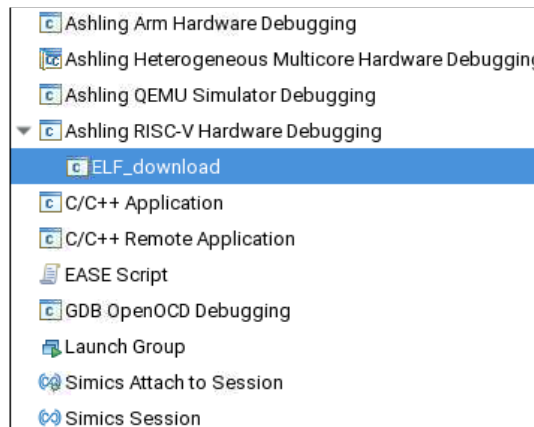 Ashling Arm Hardware Debugging
Ashling Heterogeneous Multicore Hardware Debugging
Ashling QEMU Simulator Debugging
Ashling RISC-V Hardware Debugging
ELF_download
C/C++ Application
C/C++ Remote Application
EASE Script
GDB OpenOCD Debugging
Launch Group
Simics Attach to Session
Simics Session